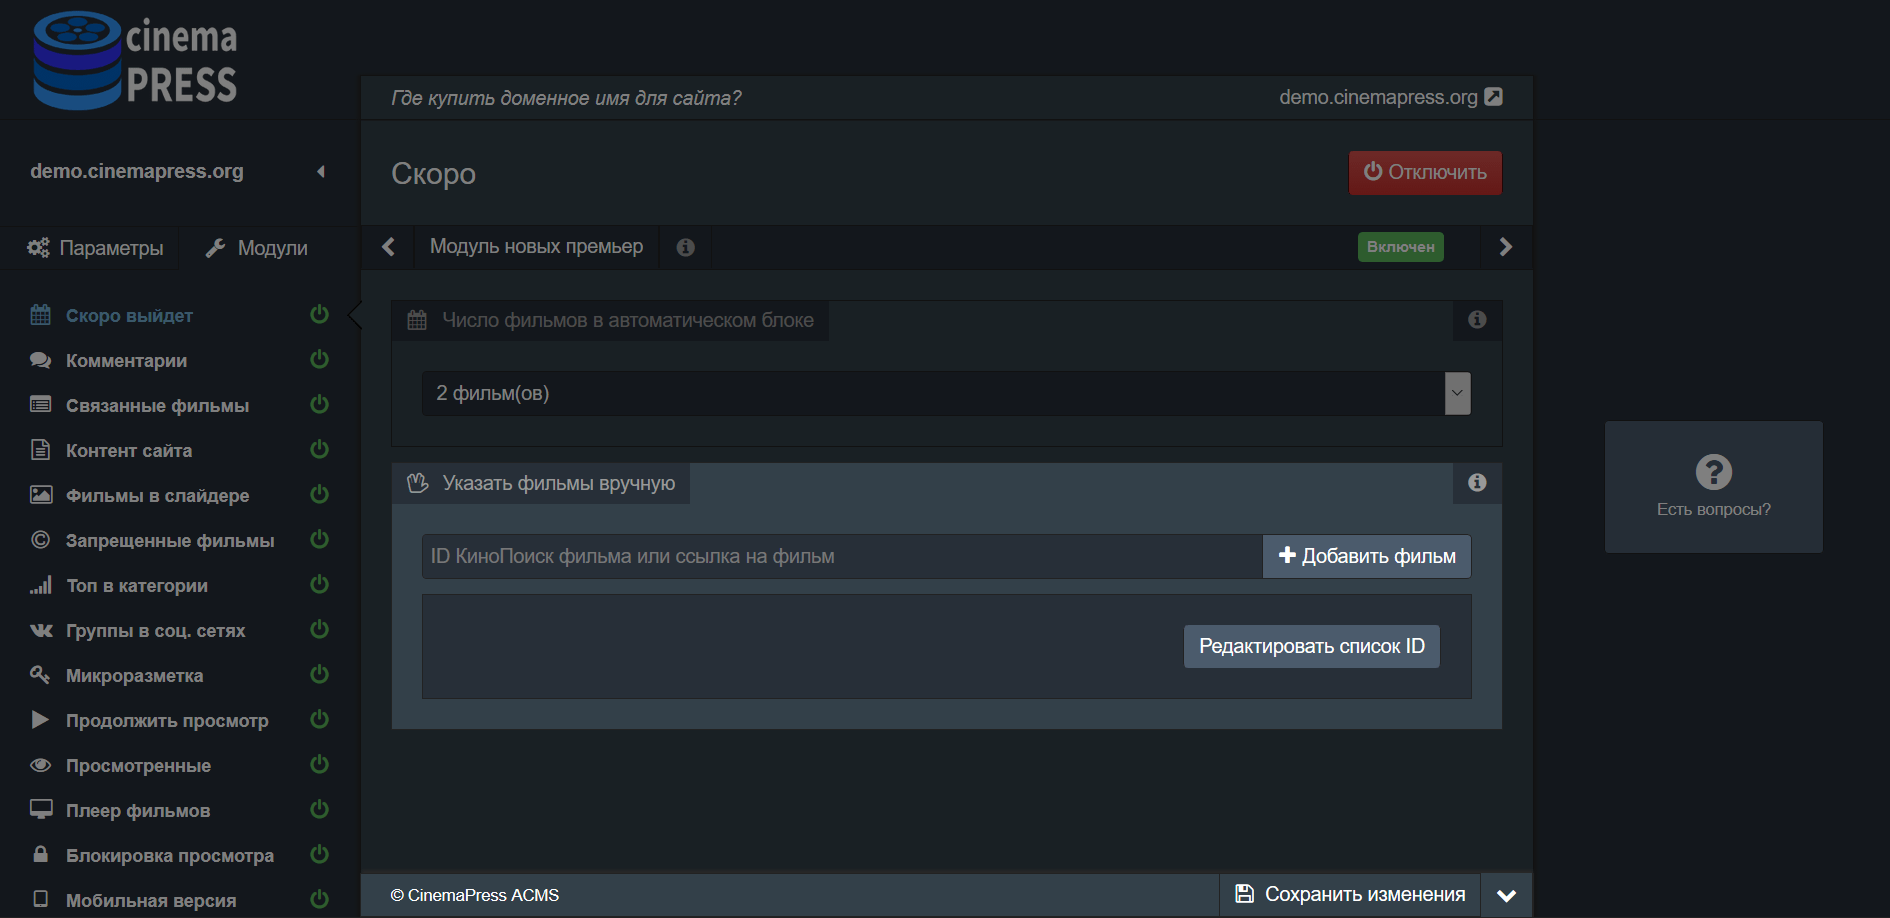 cinema
PRESS
Где купить доменное имя для сайта?
demo.cinemapress.org
demo.cinemapress.org
Скоро
Отключить
Параметры
Модули
Модуль новых премьер
Включен
Скоро выйдет
Комментарии
Связанные фильмы
Контент сайта
Фильмы в слайдере
Запрещенные фильмы
Топ в категории
Группы в соц. сетях
Микроразметка
Продолжить просмотр
Просмотренные
Плеер фильмов
Блокировка просмотра
Мобильная версия
Число фильмов в автоматическом блоке
2 фильм(ов)
Указать фильмы вручную
ID КиноПоиск фильма или ссылка на фильм
Добавить фильм
Редактировать список ID
Есть вопросы?
© CinemaPress ACMS
Сохранить изменения